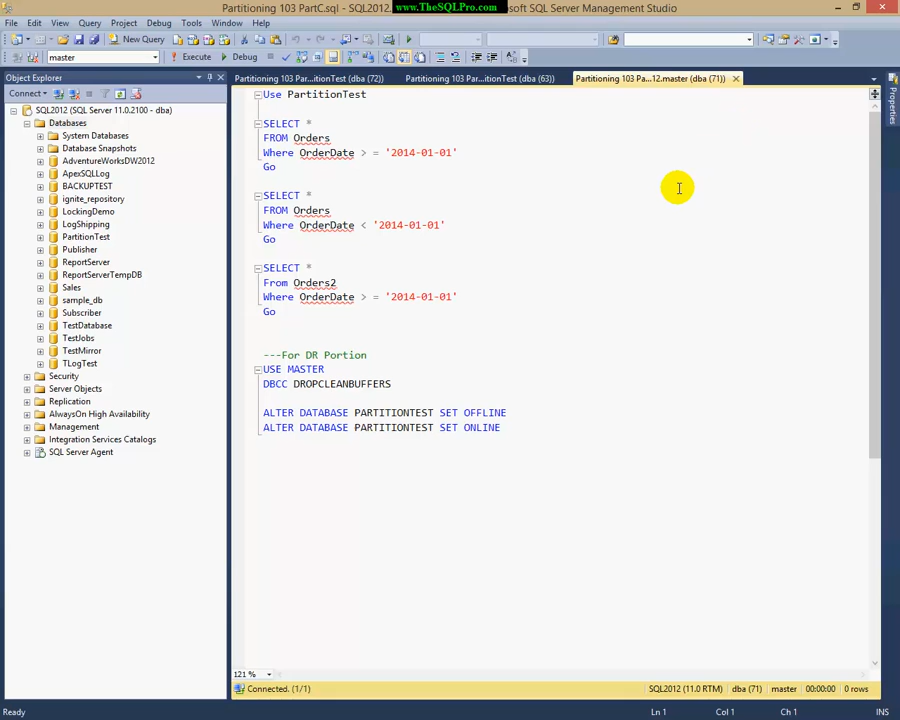 Partitioning 103 PartC.sql - SQL2012. www.TheSQLPro.com osoft SQL Server Management Studio
File Edit View Query Project Debug Tools Window Help
New Query
master Execute Debug
Object Explorer
Partitioning 103 Pa...itionTest (dba (72)) Partitioning 103 Par...tionTest (dba (63)) Partitioning 103 Pa...12.master (dba (71))
Connect
SQL2012 (SQL Server 11.0.2100 - dba)
Databases
System Databases
Database Snapshots
AdventureWorksDW2012
ApexSQLLog
BACKUPTEST
ignite_repository
LockingDemo
LogShipping
PartitionTest
Publisher
ReportServer
ReportServerTempDB
Sales
sample_db
Subscriber
TestDatabase
TestJobs
TestMirror
TLogTest
Security
Server Objects
Replication
AlwaysOn High Availability
Management
Integration Services Catalogs
SQL Server Agent
Use PartitionTest
SELECT *
FROM Orders
Where OrderDate > = '2014-01-01'
Go
SELECT *
FROM Orders
Where OrderDate < '2014-01-01'
Go
SELECT *
From Orders2
Where OrderDate > = '2014-01-01'
Go
---For DR Portion
USE MASTER
DBCC DROPCLEANBUFFERS
ALTER DATABASE PARTITIONTEST SET OFFLINE
ALTER DATABASE PARTITIONTEST SET ONLINE
Properties
121 %
Connected. (1/1) SQL2012 (11.0 RTM) dba (71) master 00:00:00 0 rows
Ready Ln 1 Col 1 Ch 1 INS